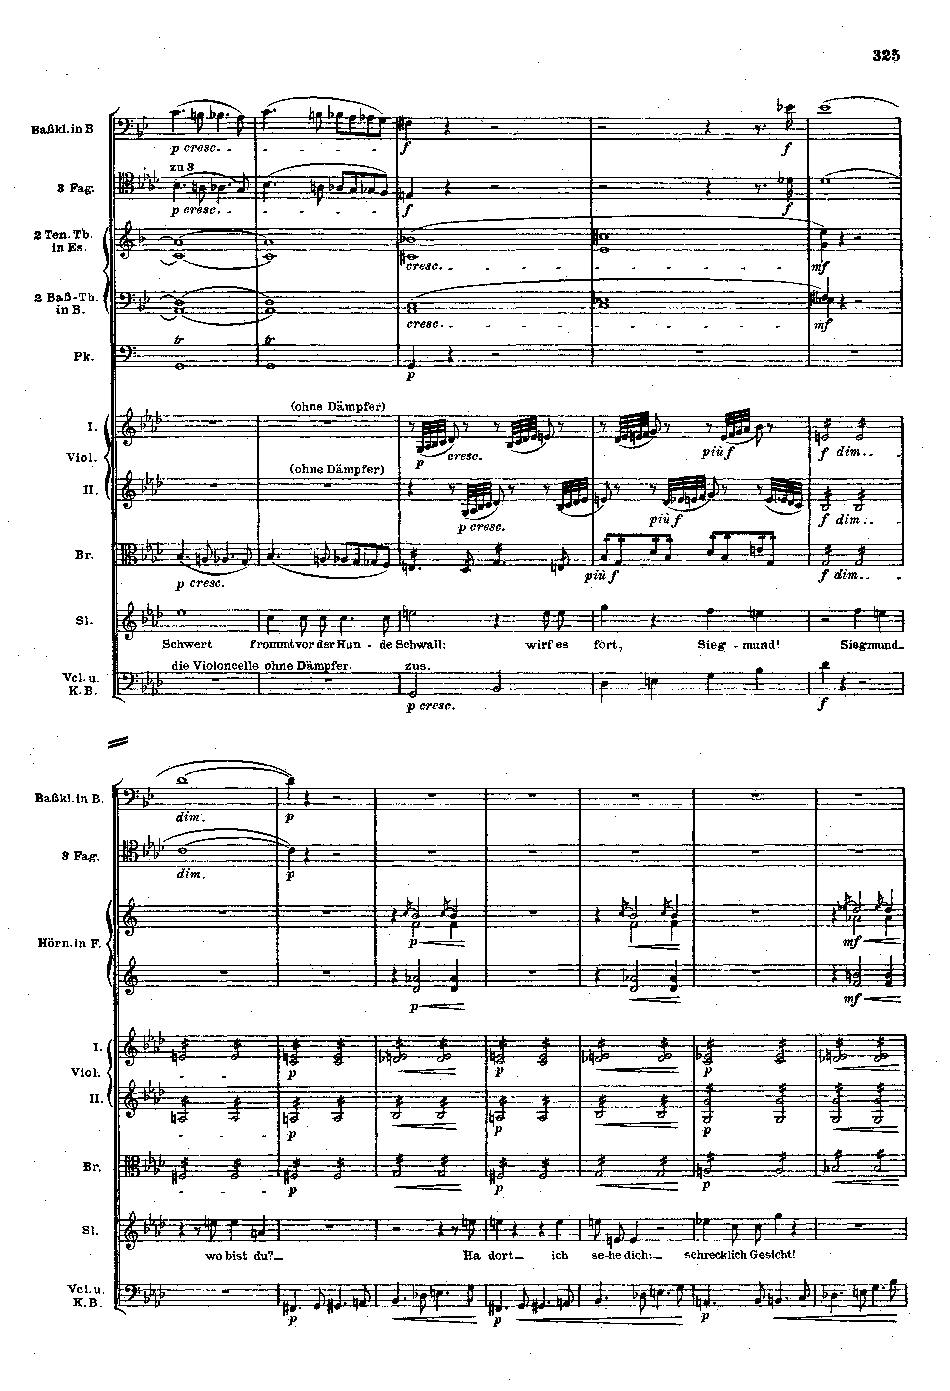 325
Baßkl. in B
p cresc.
f
f
3 Fag.
zu 3
p cresc.
f
f
2 Ten. Tb.
in Es.
cresc.
mf
2 Baß-Tb.
in B.
cresc.
mf
Pk.
tr
tr
p
(ohne Dämpfer)
I.
p cresc.
più f
f dim.
Viol.
(ohne Dämpfer)
II.
p cresc.
più f
f dim.
Br.
p cresc.
più f
f dim.
Sl.
Schwert frommt vor der Hun - de Schwall: wirf es fort, Sieg - mund! Siegmund
die Violoncelle ohne Dämpfer. zus.
Vcl. u.
K. B.
p cresc.
f
Baßkl. in B.
dim.
p
3 Fag.
dim.
p
Hörn. in F.
p
mf
p
mf
I.
p
p
p
Viol.
II.
p
p
p
Br.
p
p
p
Sl.
wo bist du? Ha dort ich se-he dich: schrecklich Gesicht!
Vcl. u.
K. B.
p
p
p